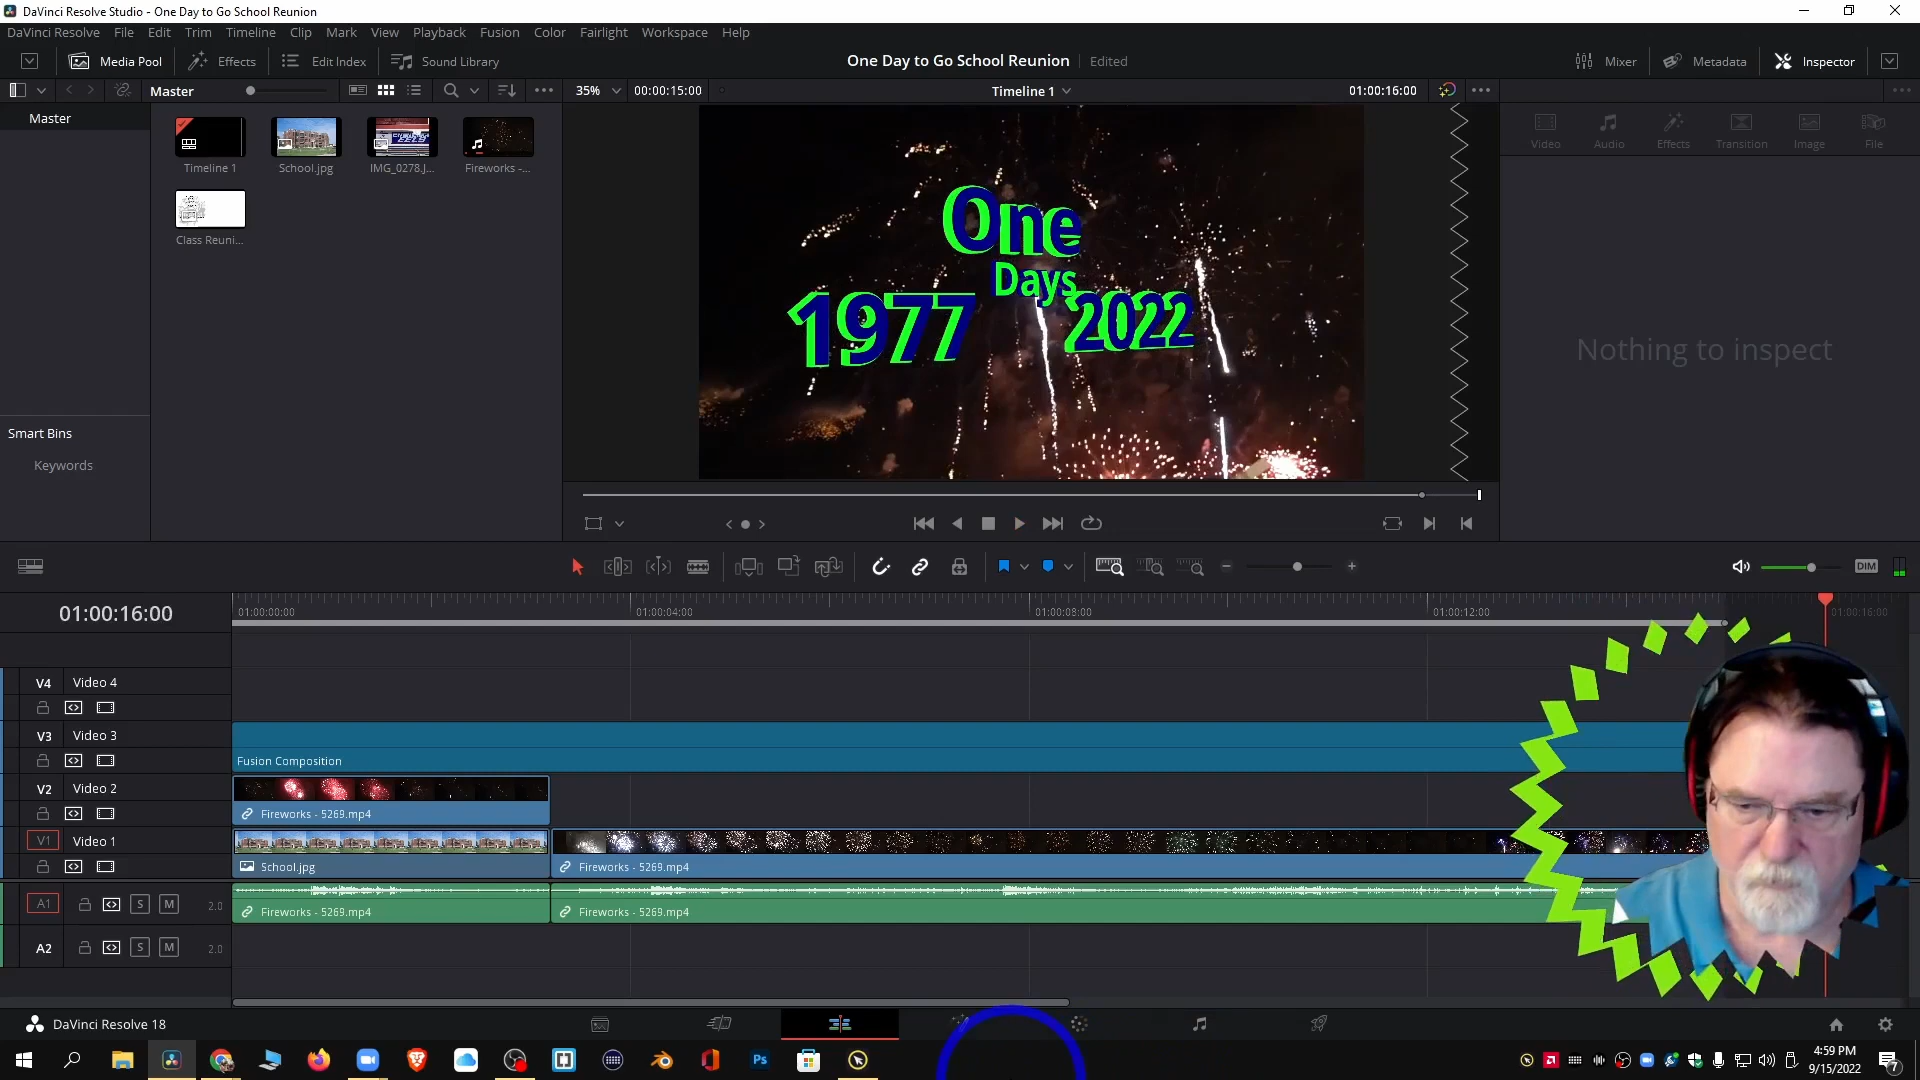 DaVinci Resolve Studio - One Day to Go School Reunion
DaVinci Resolve File Edit Trim Timeline Clip Mark View Playback Fusion Color Fairlight Workspace Help
Media Pool Effects Edit Index Sound Library One Day to Go School Reunion Edited Mixer Metadata Inspector
Master 35% 00:00:15:00 Timeline 1 01:00:16:00
Master
Timeline 1 School.jpg IMG_0278.J... Fireworks -...
Class Reuni...
Video Audio Effects Transition Image File
One
Days
1977 2022
Nothing to inspect
Smart Bins
Keywords
DIM
01:00:16:00 01:00:00:00 01:00:04:00 01:00:08:00 01:00:12:00 01:00:16:00
V4 Video 4
V3 Video 3
Fusion Composition
V2 Video 2
Fireworks - 5269.mp4
V1 Video 1
School.jpg Fireworks - 5269.mp4
A1 S M 2.0
Fireworks - 5269.mp4 Fireworks - 5269.mp4
A2 S M 2.0
DaVinci Resolve 18
Ps
4:59 PM
9/15/2022
7